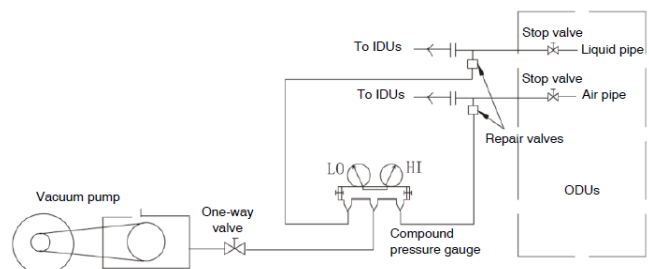 Stop valve
To IDUs
Liquid pipe
Stop valve
To IDUs
Air pipe
Repair valves
LO
HI
Vacuum pump
ODUs
One-way
valve
Compound
pressure gauge